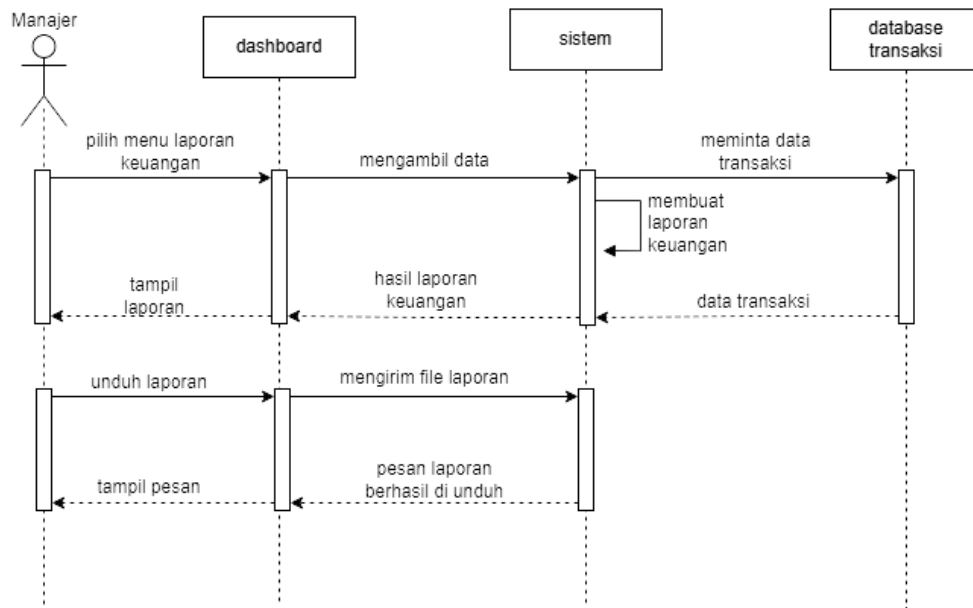 Manajer
dashboard
sistem
database
transaksi
pilih menu laporan
keuangan
mengambil data
meminta data
transaksi
membuat
laporan
keuangan
tampil
laporan
hasil laporan
keuangan
data transaksi
unduh laporan
mengirim file laporan
tampil pesan
pesan laporan
berhasil di unduh